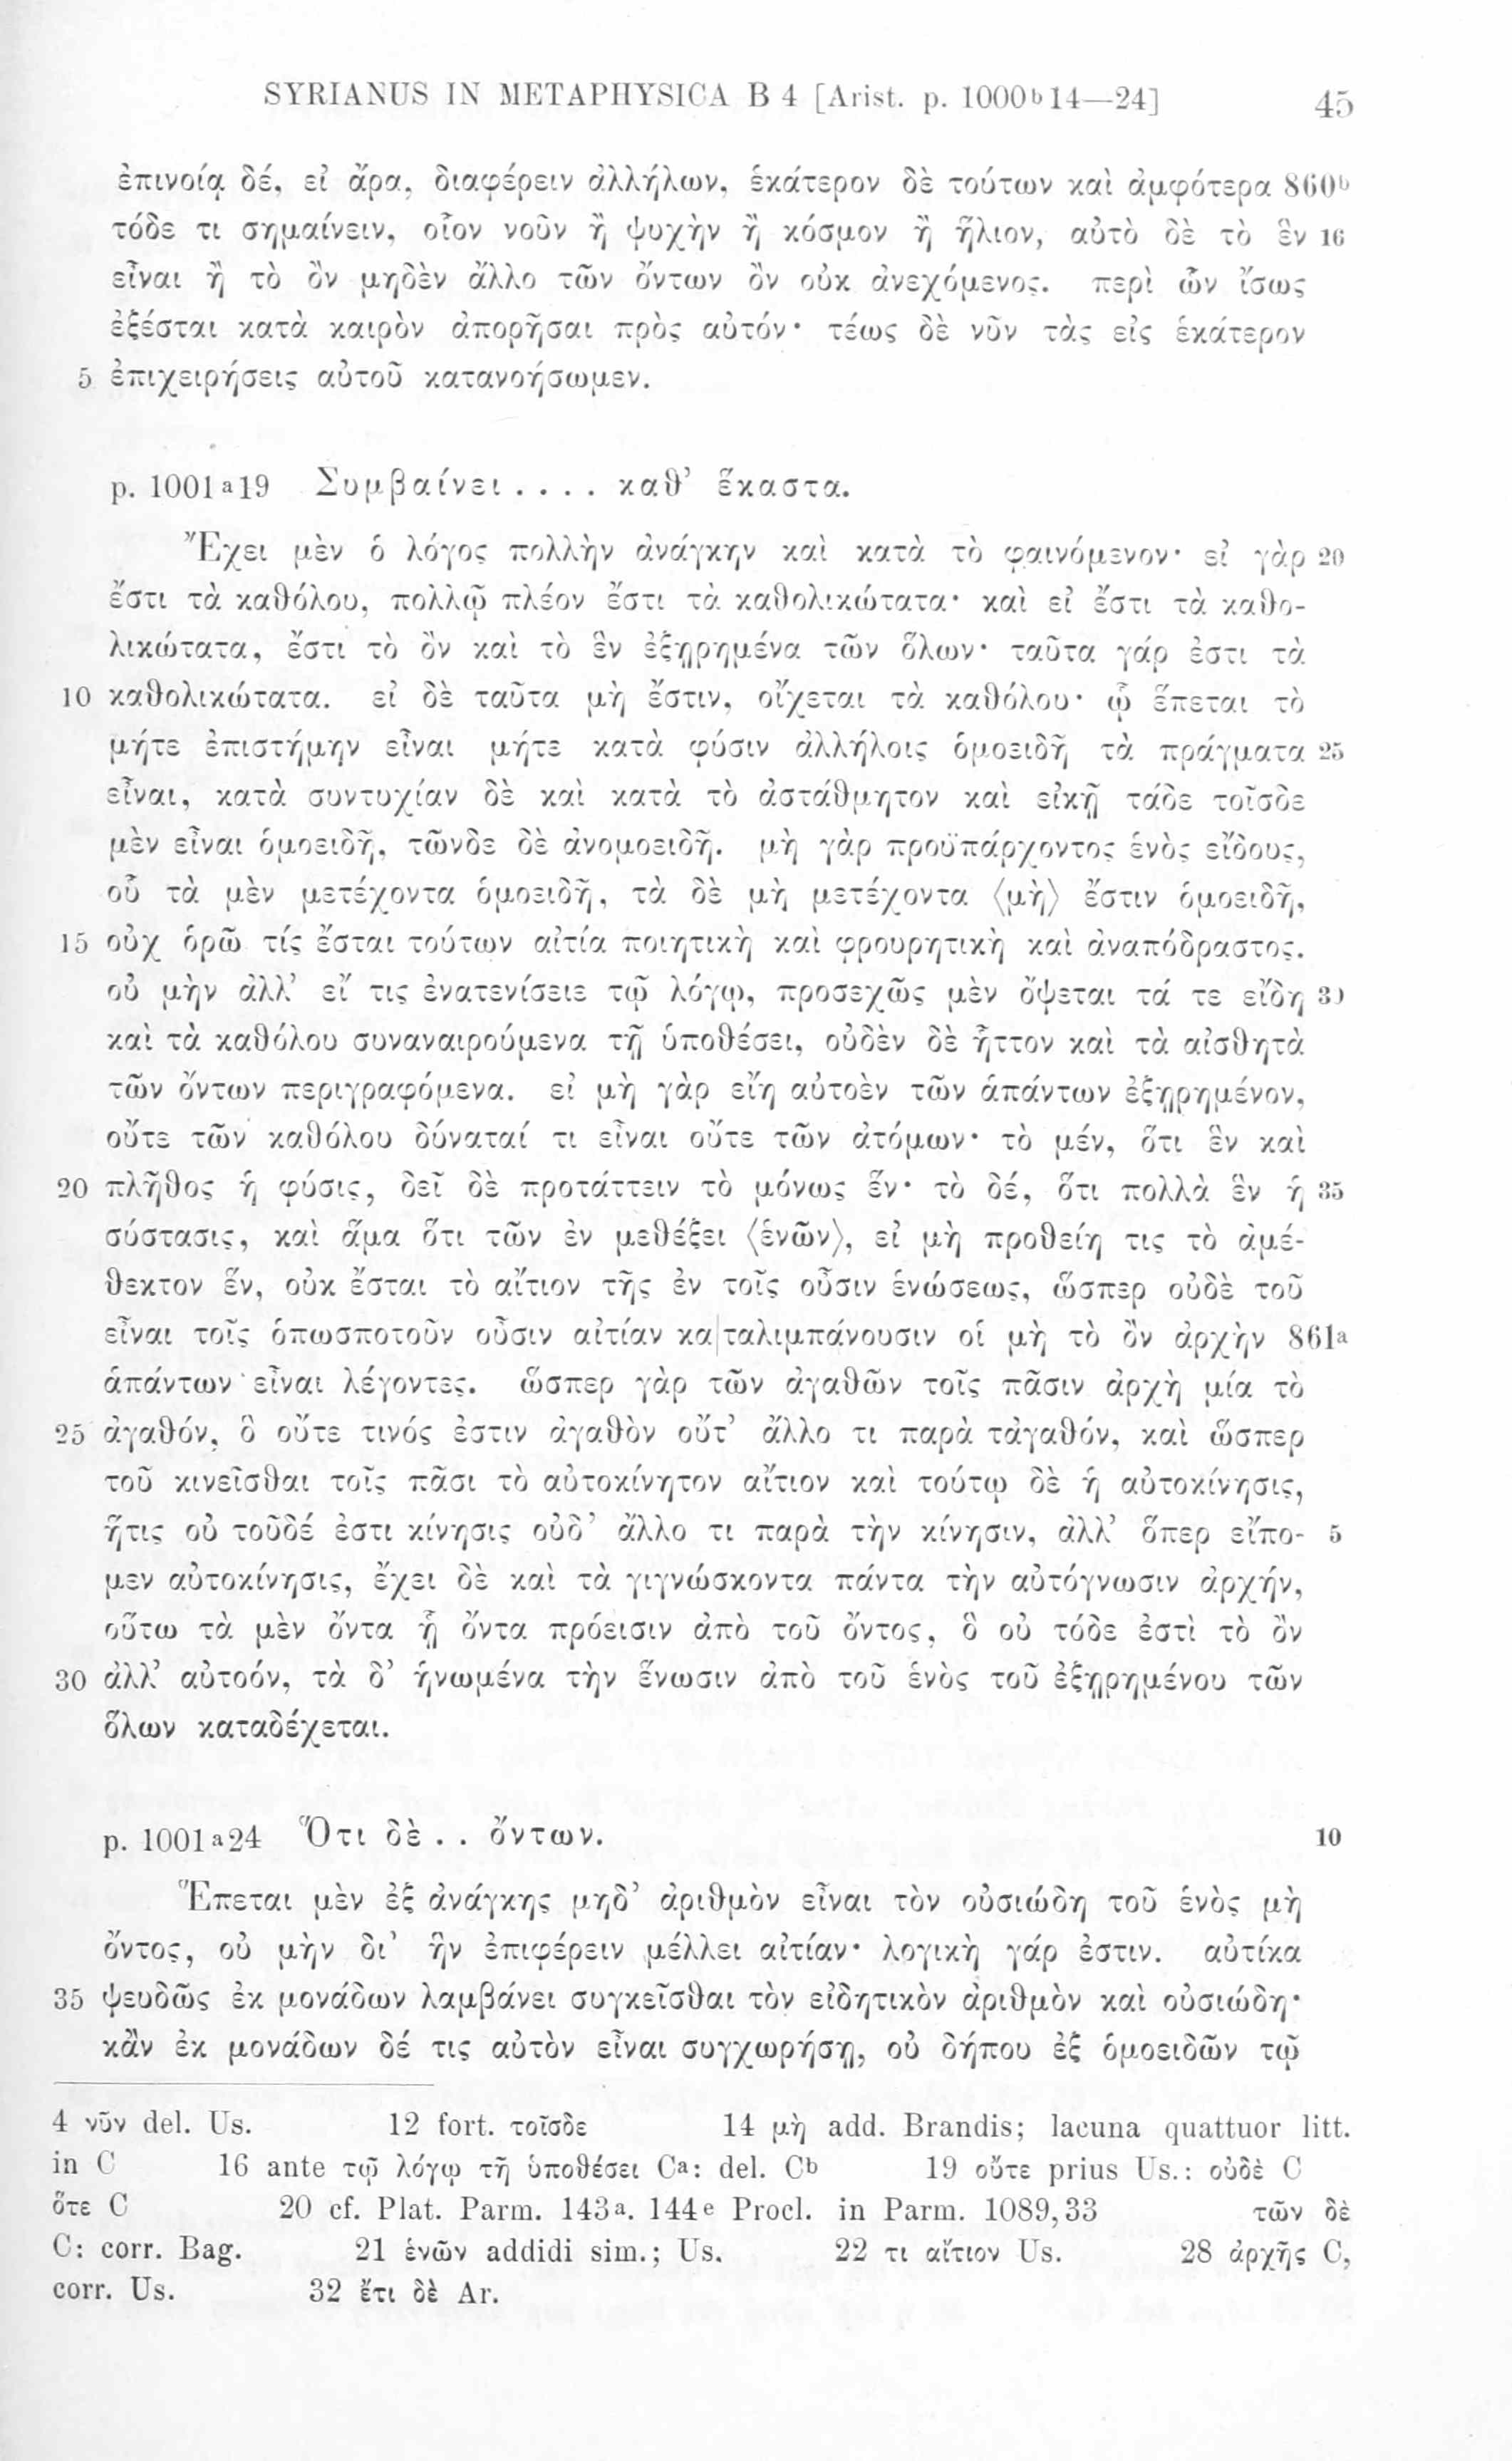 SYRIANUS IN METAPHYSICA B 4 [Arist. p. 1000b14—24] 45
ἐπινοίᾳ δέ, εἰ ἄρα, διαφέρειν ἀλλήλων, ἑκάτερον δὲ τούτων καὶ ἀμφότερα 860b
τόδε τι σημαίνειν, οἷον νοῦν ἢ ψυχὴν ἢ κόσμον ἢ ἥλιον, αὐτὸ δὲ τὸ ἓν 16
εἶναι ἢ τὸ ὂν μηδὲν ἄλλο τῶν ὄντων ὂν οὐκ ἀνεχόμενος. περὶ ὧν ἴσως
ἐξέσται κατὰ καιρὸν ἀπορῆσαι πρὸς αὐτόν· τέως δὲ νῦν τὰς εἰς ἑκάτερον
5 ἐπιχειρήσεις αὐτοῦ κατανοήσωμεν.
p. 1001a19 Συμβαίνει .... καθ’ ἕκαστα.
Ἔχει μὲν ὁ λόγος πολλὴν ἀνάγκην καὶ κατὰ τὸ φαινόμενον· εἰ γὰρ 20
ἔστι τὰ καθόλου, πολλῷ πλέον ἔστι τὰ καθολικώτατα· καὶ εἰ ἔστι τὰ καθο-
λικώτατα, ἔστι τὸ ὂν καὶ τὸ ἓν ἐξῃρημένα τῶν ὅλων· ταῦτα γάρ ἐστι τὰ
10 καθολικώτατα. εἰ δὲ ταῦτα μὴ ἔστιν, οἴχεται τὰ καθόλου· ᾧ ἕπεται τὸ
μήτε ἐπιστήμην εἶναι μήτε κατὰ φύσιν ἀλλήλοις ὁμοειδῆ τὰ πράγματα 25
εἶναι, κατὰ συντυχίαν δὲ καὶ κατὰ τὸ ἀστάθμητον καὶ εἰκῇ τάδε τοῖσδε
μὲν εἶναι ὁμοειδῆ, τῶνδε δὲ ἀνομοειδῆ. μὴ γὰρ προϋπάρχοντος ἑνὸς εἴδους,
οὗ τὰ μὲν μετέχοντα ὁμοειδῆ, τὰ δὲ μὴ μετέχοντα ⟨μὴ⟩ ἔστιν ὁμοειδῆ,
15 οὐχ ὁρῶ τίς ἔσται τούτων αἰτία ποιητικὴ καὶ φρουρητικὴ καὶ ἀναπόδραστος.
οὐ μὴν ἀλλ’ εἴ τις ἐνατενίσειε τῷ λόγῳ, προσεχῶς μὲν ὄψεται τά τε εἴδη 30
καὶ τὰ καθόλου συναναιρούμενα τῇ ὑποθέσει, οὐδὲν δὲ ἧττον καὶ τὰ αἰσθητὰ
τῶν ὄντων περιγραφόμενα. εἰ μὴ γὰρ εἴη αὐτοὲν τῶν ἁπάντων ἐξῃρημένον,
οὔτε τῶν καθόλου δύναταί τι εἶναι οὔτε τῶν ἀτόμων· τὸ μέν, ὅτι ἓν καὶ
20 πλῆθος ἡ φύσις, δεῖ δὲ προτάττειν τὸ μόνως ἕν· τὸ δέ, ὅτι πολλὰ ἓν ἡ 35
σύστασις, καὶ ἅμα ὅτι τῶν ἐν μεθέξει ⟨ἑνῶν⟩, εἰ μὴ προθείη τις τὸ ἀμέ-
θεκτον ἕν, οὐκ ἔσται τὸ αἴτιον τῆς ἐν τοῖς οὖσιν ἑνώσεως, ὥσπερ οὐδὲ τοῦ
εἶναι τοῖς ὁπωσποτοῦν οὖσιν αἰτίαν κα|ταλιμπάνουσιν οἱ μὴ τὸ ὂν ἀρχὴν 861a
ἁπάντων εἶναι λέγοντες. ὥσπερ γὰρ τῶν ἀγαθῶν τοῖς πᾶσιν ἀρχὴ μία τὸ
25 ἀγαθόν, ὃ οὔτε τινός ἐστιν ἀγαθὸν οὔτ’ ἄλλο τι παρὰ τἀγαθόν, καὶ ὥσπερ
τοῦ κινεῖσθαι τοῖς πᾶσι τὸ αὐτοκίνητον αἴτιον καὶ τούτῳ δὲ ἡ αὐτοκίνησις,
ἥτις οὐ τοῦδέ ἐστι κίνησις οὐδ’ ἄλλο τι παρὰ τὴν κίνησιν, ἀλλ’ ὅπερ εἴπο- 5
μεν αὐτοκίνησις, ἔχει δὲ καὶ τὰ γιγνώσκοντα πάντα τὴν αὐτόγνωσιν ἀρχήν,
οὕτω τὰ μὲν ὄντα ᾗ ὄντα πρόεισιν ἀπὸ τοῦ ὄντος, ὃ οὐ τόδε ἐστὶ τὸ ὂν
30 ἀλλ’ αὐτοόν, τὰ δ’ ἡνωμένα τὴν ἕνωσιν ἀπὸ τοῦ ἑνὸς τοῦ ἐξῃρημένου τῶν
ὅλων καταδέχεται.
p. 1001a24 Ὅτι δὲ .. ὄντων. 10
Ἕπεται μὲν ἐξ ἀνάγκης μηδ’ ἀριθμὸν εἶναι τὸν οὐσιώδη τοῦ ἑνὸς μὴ
ὄντος, οὐ μὴν δι’ ἣν ἐπιφέρειν μέλλει αἰτίαν· λογικὴ γάρ ἐστιν. αὐτίκα
35 ψευδῶς ἐκ μονάδων λαμβάνει συγκεῖσθαι τὸν εἰδητικὸν ἀριθμὸν καὶ οὐσιώδη·
κἂν ἐκ μονάδων δέ τις αὐτὸν εἶναι συγχωρήσῃ, οὐ δήπου ἐξ ὁμοειδῶν τῷ
4 νῦν del. Us. 12 fort. τοῖσδε 14 μὴ add. Brandis; lacuna quattuor litt.
in C 16 ante τῷ λόγῳ τῇ ὑποθέσει Ca: del. Cb 19 οὔτε prius Us.: οὐδὲ C
ὅτε C 20 cf. Plat. Parm. 143a. 144e Procl. in Parm. 1089,33 τῶν δὲ
C: corr. Bag. 21 ἑνῶν addidi sim.; Us. 22 τι αἴτιον Us. 28 ἀρχῆς C,
corr. Us. 32 ἔτι δὲ Ar.